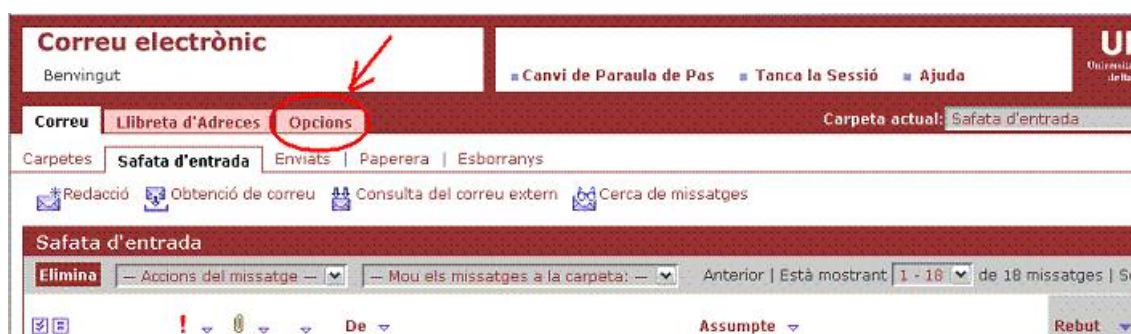 Correu electrònic
Benvingut
Canvi de Paraula de Pas Tanca la Sessió Ajuda
Correu Llibreta d'Adreces Opcions Carpeta actual: Safata d'entrada
Carpetes Safata d'entrada Enviats | Paperera | Esborranys
Redacció Obtenció de correu Consulta del correu extern Cerca de missatges
Safata d'entrada
Elimina -- Accions del missatge -- -- Mou els missatges a la carpeta: -- Anterior | Està mostrant 1 - 18 de 18 missatges |
De Assumpte Rebut